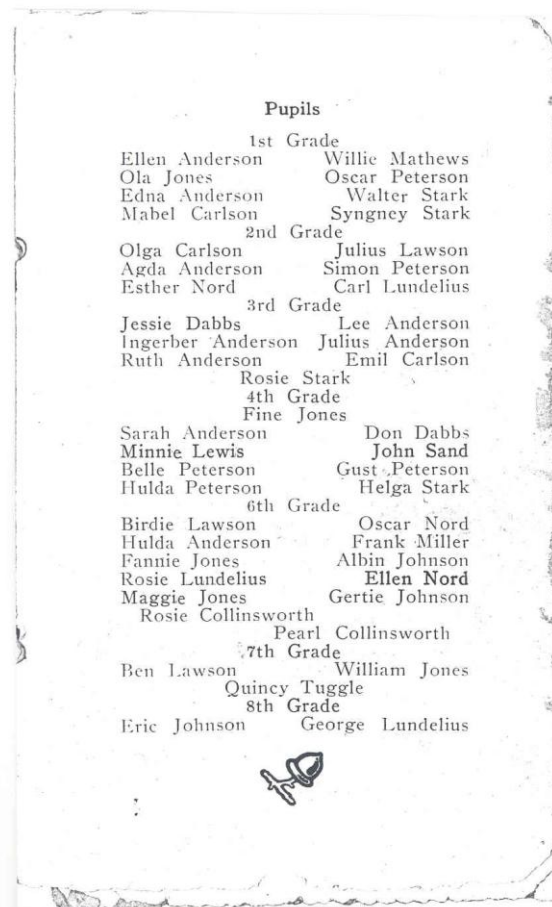 Pupils
1st Grade
Ellen Anderson Willie Mathews
Ola Jones Oscar Peterson
Edna Anderson Walter Stark
Mabel Carlson Syngney Stark
2nd Grade
Olga Carlson Julius Lawson
Agda Anderson Simon Peterson
Esther Nord Carl Lundelius
3rd Grade
Jessie Dabbs Lee Anderson
Ingerber Anderson Julius Anderson
Ruth Anderson Emil Carlson
Rosie Stark
4th Grade
Fine Jones
Sarah Anderson Don Dabbs
Minnie Lewis John Sand
Belle Peterson Gust Peterson
Hulda Peterson Helga Stark
6th Grade
Birdie Lawson Oscar Nord
Hulda Anderson Frank Miller
Fannie Jones Albin Johnson
Rosie Lundelius Ellen Nord
Maggie Jones Gertie Johnson
Rosie Collinsworth
Pearl Collinsworth
7th Grade
Ben Lawson William Jones
Quincy Tuggle
8th Grade
Eric Johnson George Lundelius